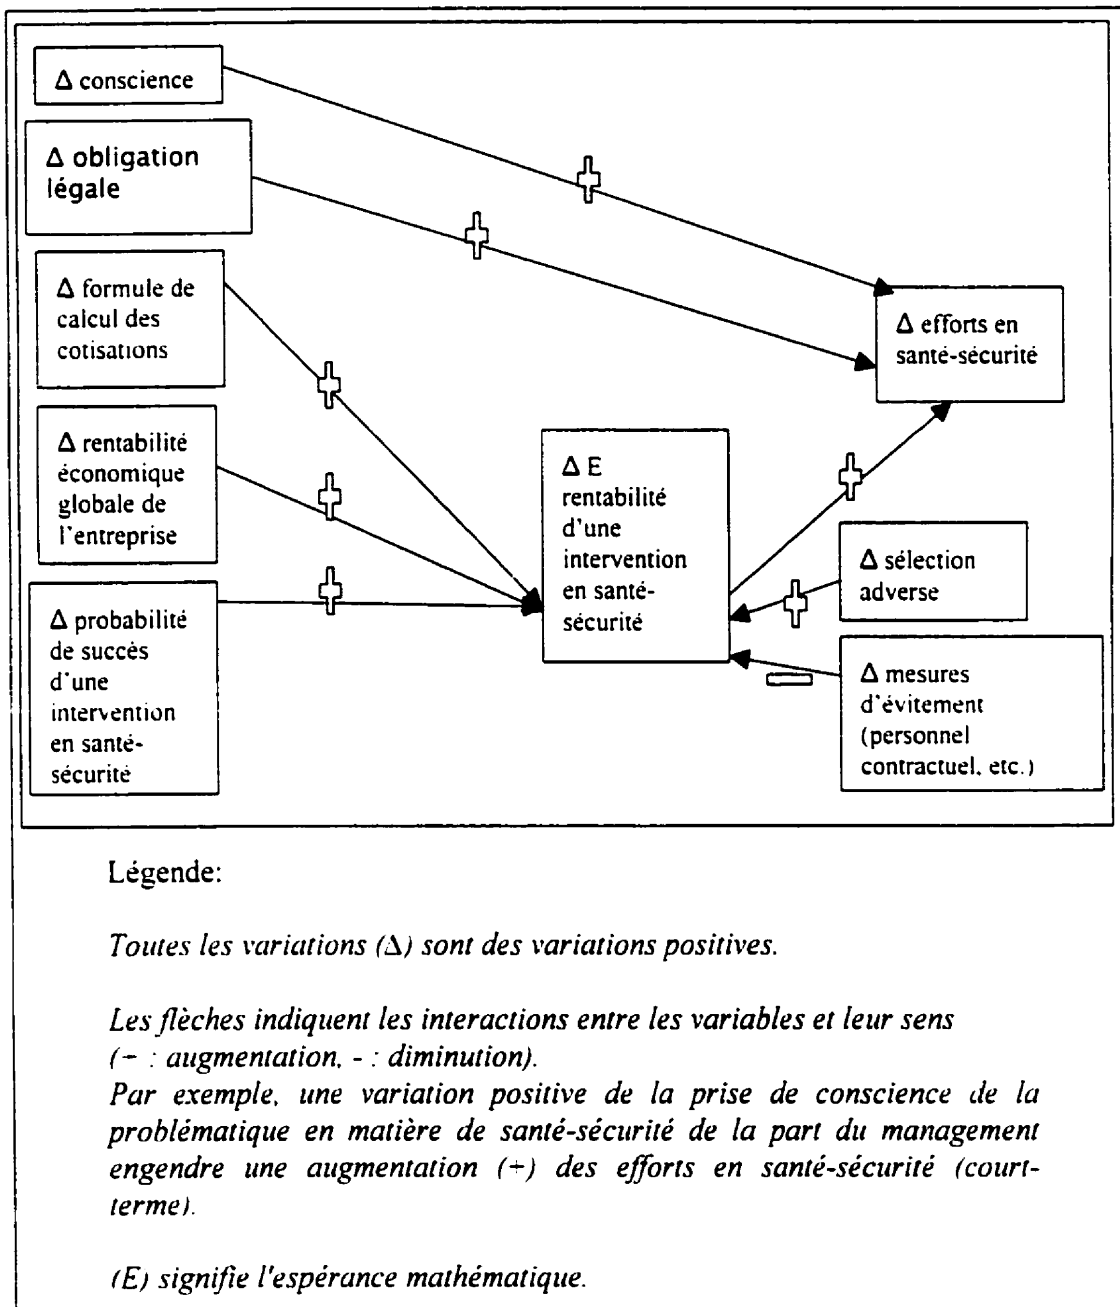 Δ conscience
Δ obligation
légale
Δ formule de
calcul des
cotisations
Δ rentabilité
économique
globale de
l'entreprise
Δ probabilité
de succès
d'une
intervention
en santé-
sécurité
Δ E
rentabilité
d'une
intervention
en santé-
sécurité
Δ efforts en
santé-sécurité
Δ sélection
adverse
Δ mesures
d'évitement
(personnel
contractuel, etc.)
Légende:
Toutes les variations (Δ) sont des variations positives.
Les flèches indiquent les interactions entre les variables et leur sens
(+ : augmentation, - : diminution).
Par exemple, une variation positive de la prise de conscience de la
problématique en matière de santé-sécurité de la part du management
engendre une augmentation (+) des efforts en santé-sécurité (court-
terme).
(E) signifie l'espérance mathématique.